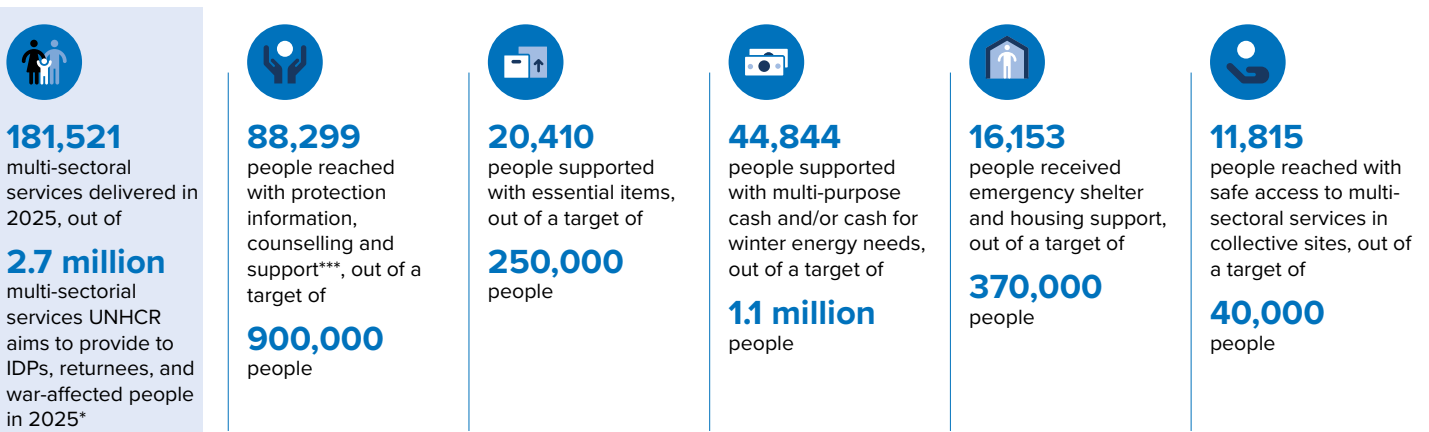 181,521
multi-sectoral
services delivered in
2025, out of
2.7 million
multi-sectorial
services UNHCR
aims to provide to
IDPs, returnees, and
war-affected people
in 2025*
88,299
people reached
with protection
information,
counselling and
support***, out of a
target of
900,000
people
20,410
people supported
with essential items,
out of a target of
250,000
people
44,844
people supported
with multi-purpose
cash and/or cash for
winter energy needs,
out of a target of
1.1 million
people
16,153
people received
emergency shelter
and housing support,
out of a target of
370,000
people
11,815
people reached with
safe access to multi-
sectoral services in
collective sites, out of
a target of
40,000
people